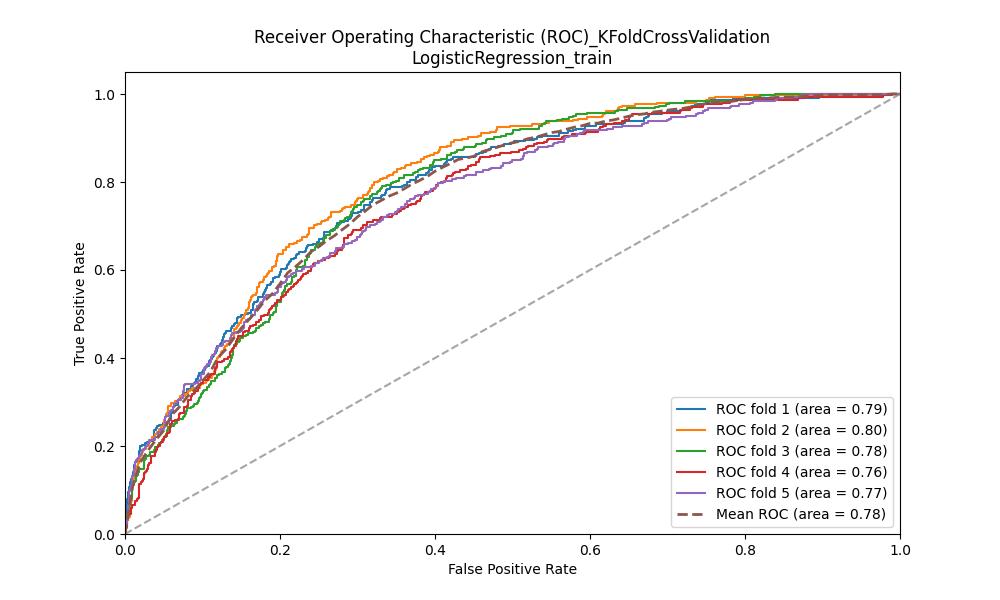 Receiver Operating Characteristic (ROC)_KFoldCrossValidation
LogisticRegression_train
True Positive Rate
1.0
0.8
0.6
0.4
0.2
0.0
0.0 0.2 0.4 0.6 0.8 1.0
False Positive Rate
ROC fold 1 (area = 0.79)
ROC fold 2 (area = 0.80)
ROC fold 3 (area = 0.78)
ROC fold 4 (area = 0.76)
ROC fold 5 (area = 0.77)
Mean ROC (area = 0.78)